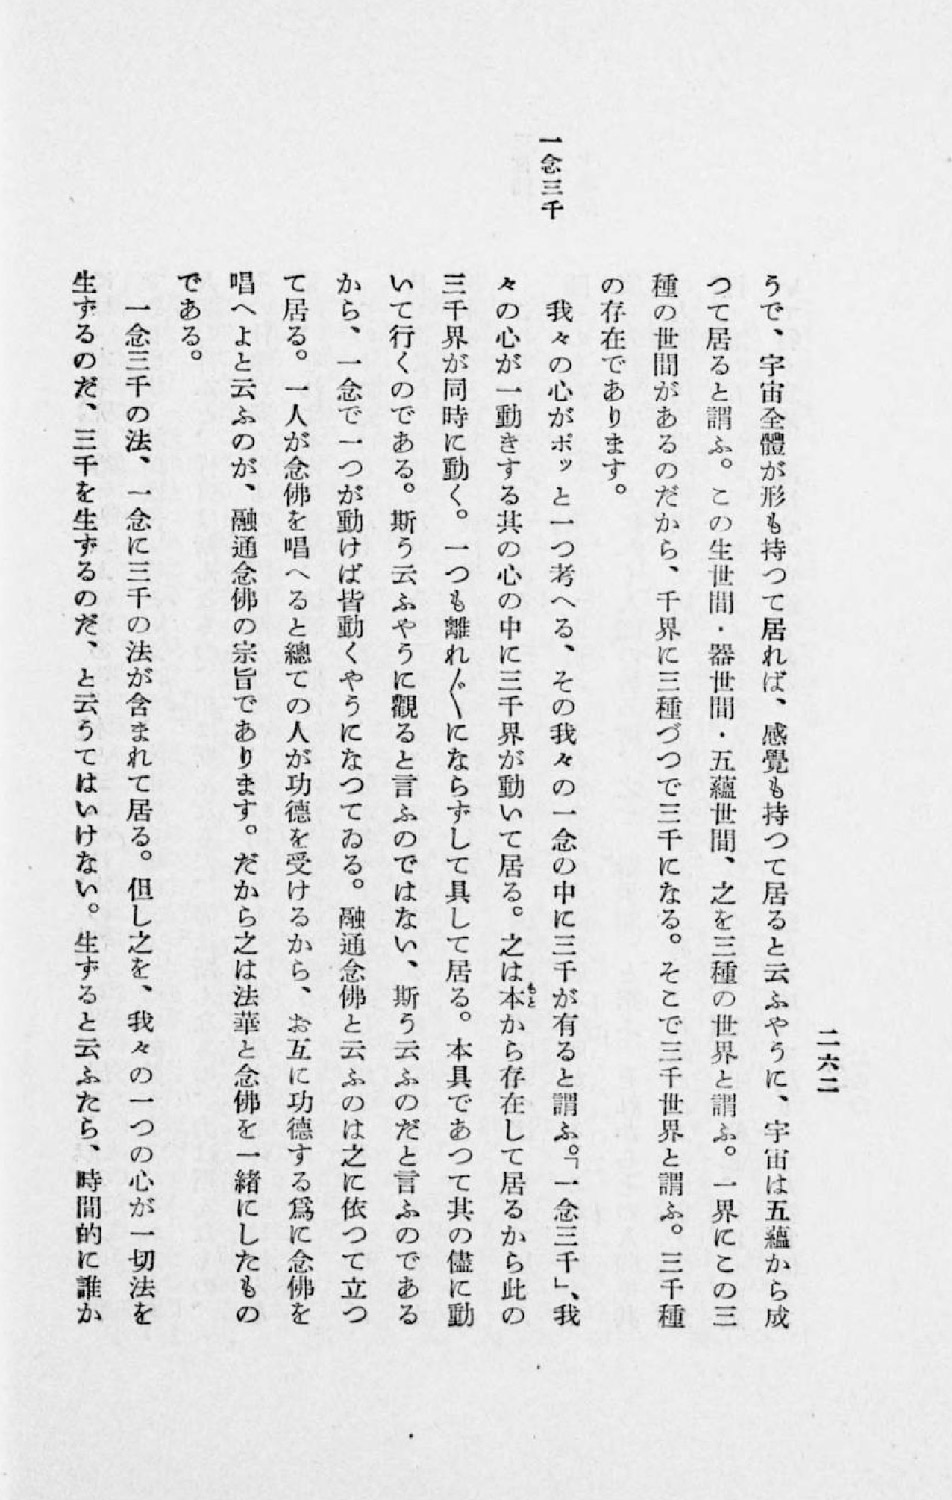 二六二
一念三千
うで、宇宙全體が形も持つて居れば、感覺も持つて居ると云ふやうに、宇宙は五蘊から成
つて居ると謂ふ。この生世間・器世間・五蘊世間、之を三種の世界と謂ふ。一界にこの三
種の世間があるのだから、千界に三種づつで三千になる。そこで三千世界と謂ふ。三千種
の存在であります。
我々の心がポッと一つ考へる、その我々の一念の中に三千が有ると謂ふ。「一念三千」、我
々の心が一動きする其の心の中に三千界が動いて居る。之は本から存在して居るから此の
もと
三千界が同時に動く。一つも離れ〴〵にならずして具して居る。本具であつて其の儘に動
いて行くのである。斯う云ふやうに觀ると言ふのではない、斯う云ふのだと言ふのである
から、一念で一つが動けば皆動くやうになつてゐる。融通念佛と云ふのは之に依つて立つ
て居る。一人が念佛を唱へると總ての人が功德を受けるから、お互に功德する爲に念佛を
唱へよと云ふのが、融通念佛の宗旨であります。だから之は法華と念佛を一緖にしたもの
である。
一念三千の法、一念に三千の法が含まれて居る。但し之を、我々の一つの心が一切法を
生ずるのだ、三千を生ずるのだ、と云うてはいけない。生ずると云ふたら、時間的に誰か